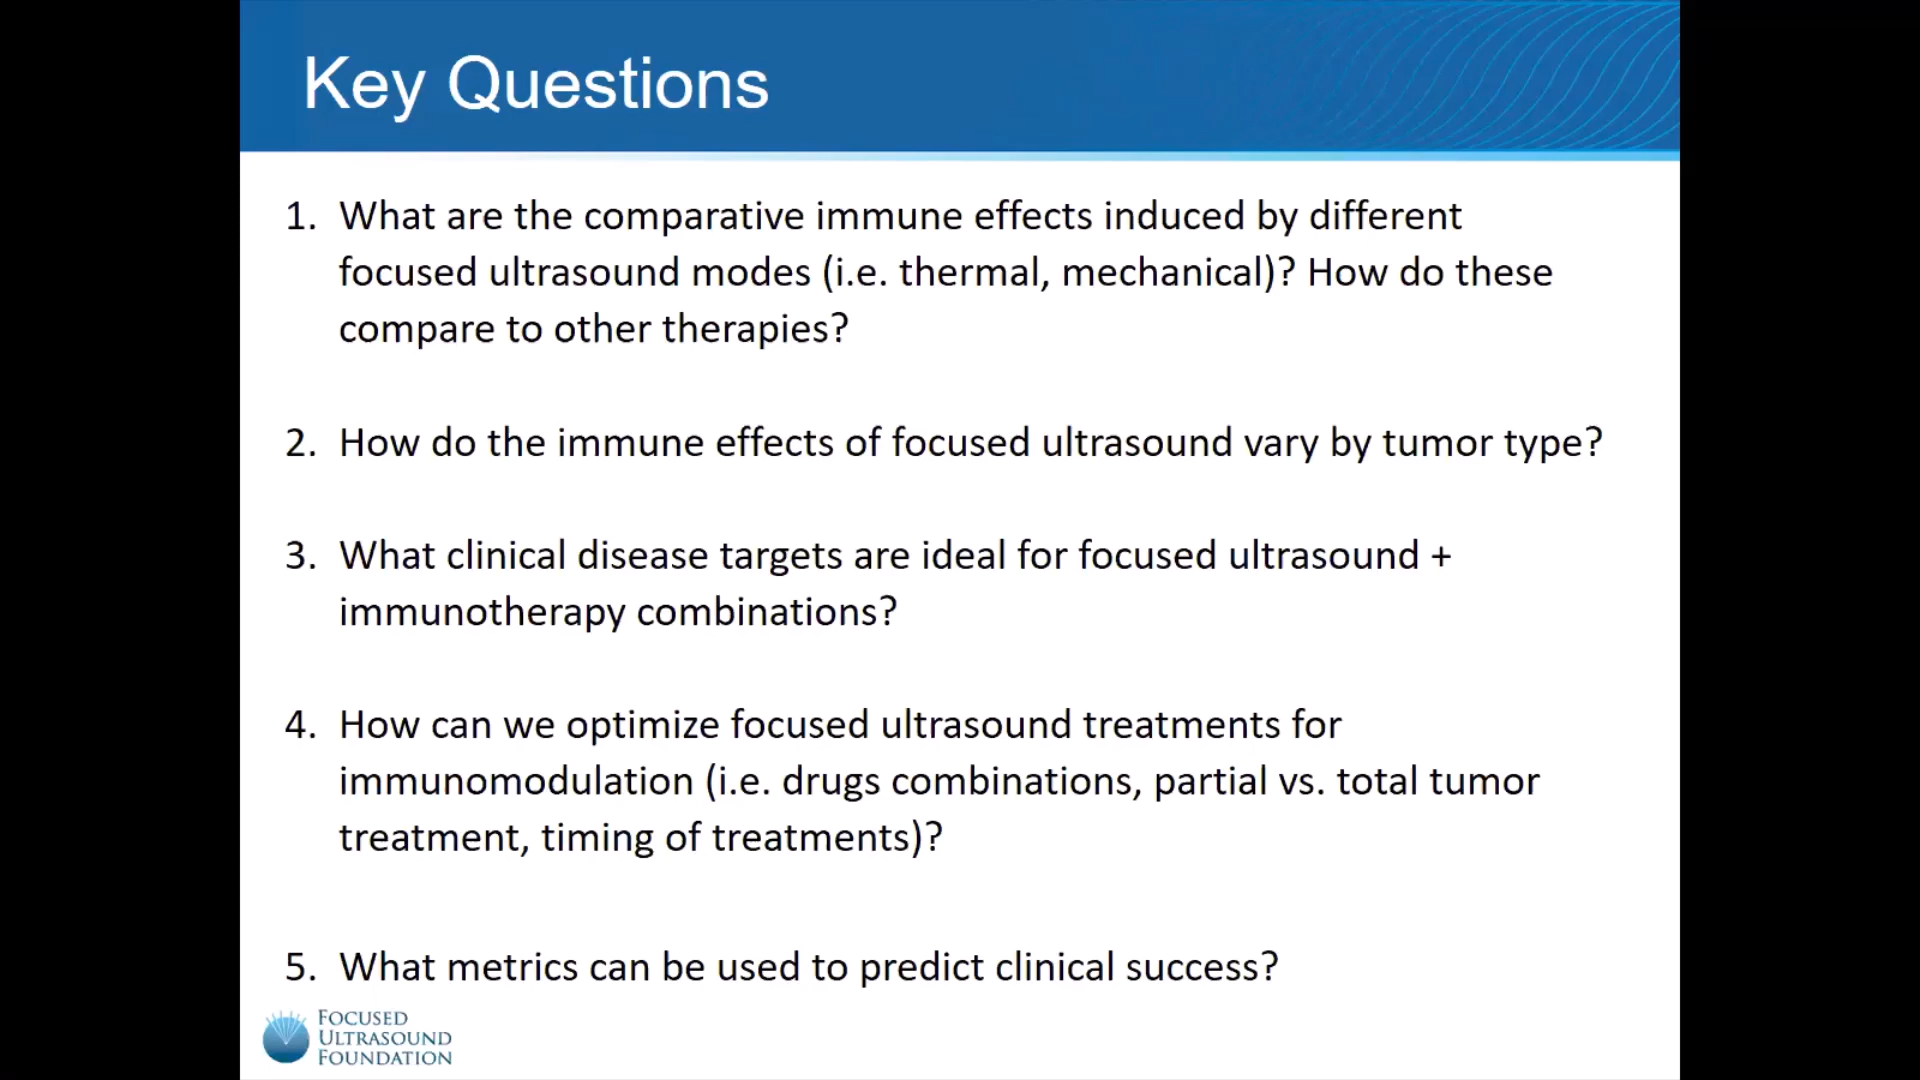 Key Questions
1. What are the comparative immune effects induced by different
focused ultrasound modes (i.e. thermal, mechanical)? How do these
compare to other therapies?
2. How do the immune effects of focused ultrasound vary by tumor type?
3. What clinical disease targets are ideal for focused ultrasound +
immunotherapy combinations?
4. How can we optimize focused ultrasound treatments for
immunomodulation (i.e. drugs combinations, partial vs. total tumor
treatment, timing of treatments)?
5. What metrics can be used to predict clinical success?
FOCUSED
ULTRASOUND
FOUNDATION